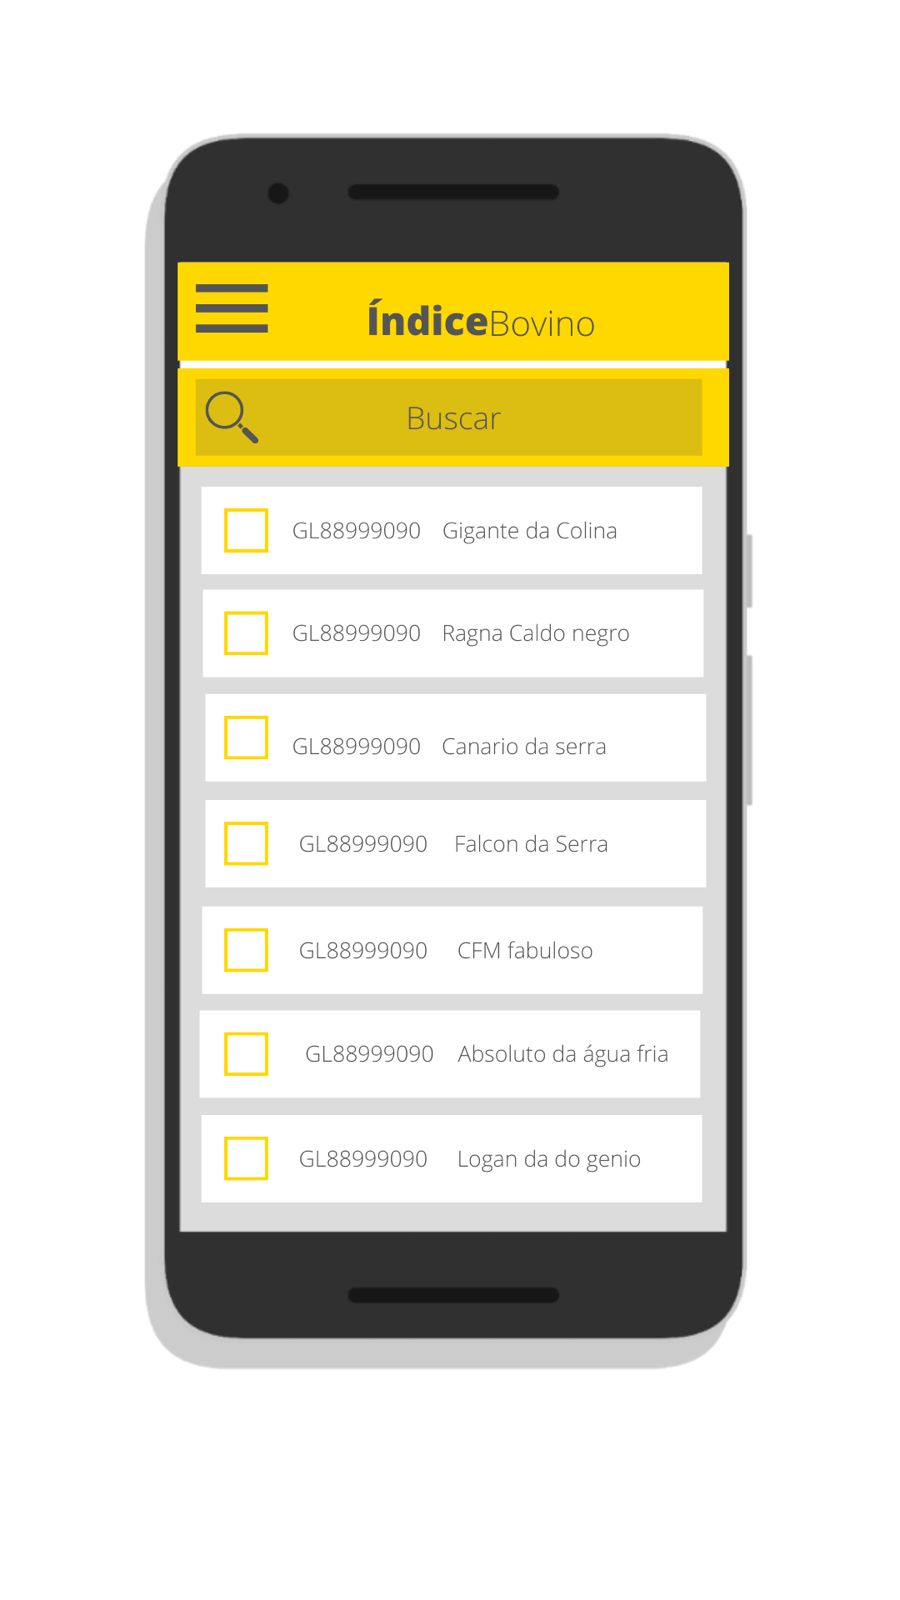 ÍndiceBovino
Buscar
GL88999090 Gigante da Colina
GL88999090 Ragna Caldo negro
GL88999090 Canario da serra
GL88999090 Falcon da Serra
GL88999090 CFM fabuloso
GL88999090 Absoluto da água fria
GL88999090 Logan da do genio